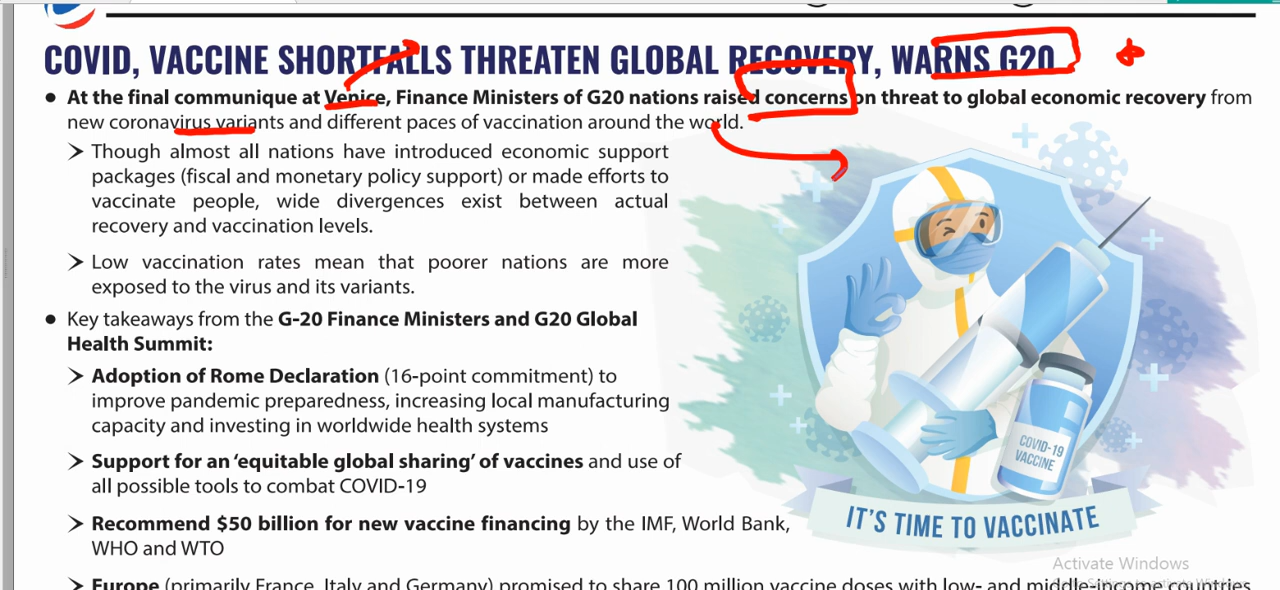 COVID, VACCINE SHORTFALLS THREATEN GLOBAL RECOVERY, WARNS G20
● At the final communique at Venice, Finance Ministers of G20 nations raised concerns on threat to global economic recovery from
new coronavirus variants and different paces of vaccination around the world.
➢ Though almost all nations have introduced economic support
packages (fiscal and monetary policy support) or made efforts to
vaccinate people, wide divergences exist between actual
recovery and vaccination levels.
➢ Low vaccination rates mean that poorer nations are more
exposed to the virus and its variants.
● Key takeaways from the G-20 Finance Ministers and G20 Global
Health Summit:
➢ Adoption of Rome Declaration (16-point commitment) to
improve pandemic preparedness, increasing local manufacturing
capacity and investing in worldwide health systems
➢ Support for an ‘equitable global sharing’ of vaccines and use of
all possible tools to combat COVID-19
➢ Recommend $50 billion for new vaccine financing by the IMF, World Bank,
WHO and WTO
➢ Europe (primarily France, Italy and Germany) promised to share 100 million vaccine doses with low- and middle-income countries
COVID-19
VACCINE
IT'S TIME TO VACCINATE
Activate Windows